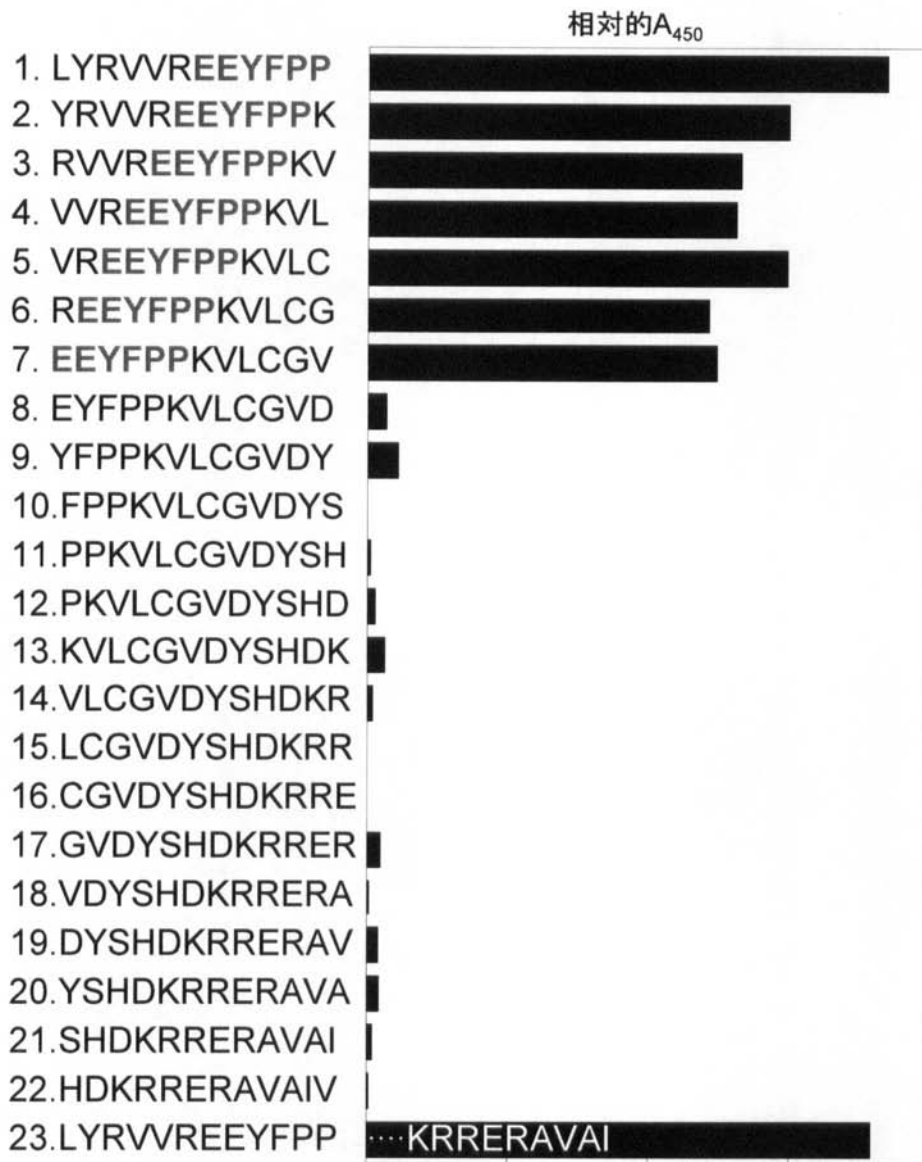 相対的A₄₅₀
1. LYRVVREEYFPP
2. YRVVREEYFPPK
3. RVVREEYFPPKV
4. VVREEYFPPKVL
5. VREEYFPPKVLC
6. REEYFPPKVLCG
7. EEYFPPKVLCGV
8. EYFPPKVLCGVD
9. YFPPKVLCGVDY
10.FPPKVLCGVDYS
11.PPKVLCGVDYSH
12.PKVLCGVDYSHD
13.KVLCGVDYSHDK
14.VLCGVDYSHDKR
15.LCGVDYSHDKRR
16.CGVDYSHDKRRE
17.GVDYSHDKRRER
18.VDYSHDKRRERA
19.DYSHDKRRERAV
20.YSHDKRRERAVA
21.SHDKRRERAVAI
22.HDKRRERAVAIV
23.LYRVVREEYFPP ····KRRERAVAI